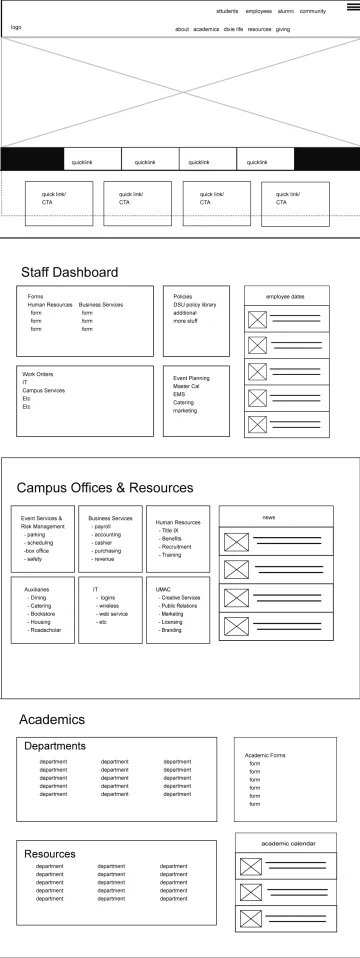 sttudents employees alumni community
logo
about academics dixie life resources giving
quicklink quicklink quicklink quicklink
quick link/ quick link/ quick link/ quick link/
CTA CTA CTA CTA
Staff Dashboard
Forms
Human Resources Business Services
form form
form form
form form
Policies
DSU policy library
additional
more stuff
employee dates
Work Orders
IT
Campus Services
Etc
Etc
Event Planning
Master Cal
EMS
Catering
marketing
Campus Offices & Resources
Event Services &
Risk Management
- parking
- scheduling
-box office
- safety
Business Services
- payroll
- accounting
- cashier
- purchasing
- revenue
Human Resources
- Title IX
- Benefits
- Recruitment
- Training
news
Auxiliaries
- Dining
- Catering
- Bookstore
- Housing
- Roadscholar
IT
- logins
- wireless
- web service
- etc
UMAC
- Creative Services
- Public Relations
- Marketing
- Licensing
- Branding
Academics
Departments
department department department
department department department
department department department
department department department
department department department
Academic Forms
form
form
form
form
form
form
Resources
department department department
department department department
department department department
department department department
department department department
academic calendar